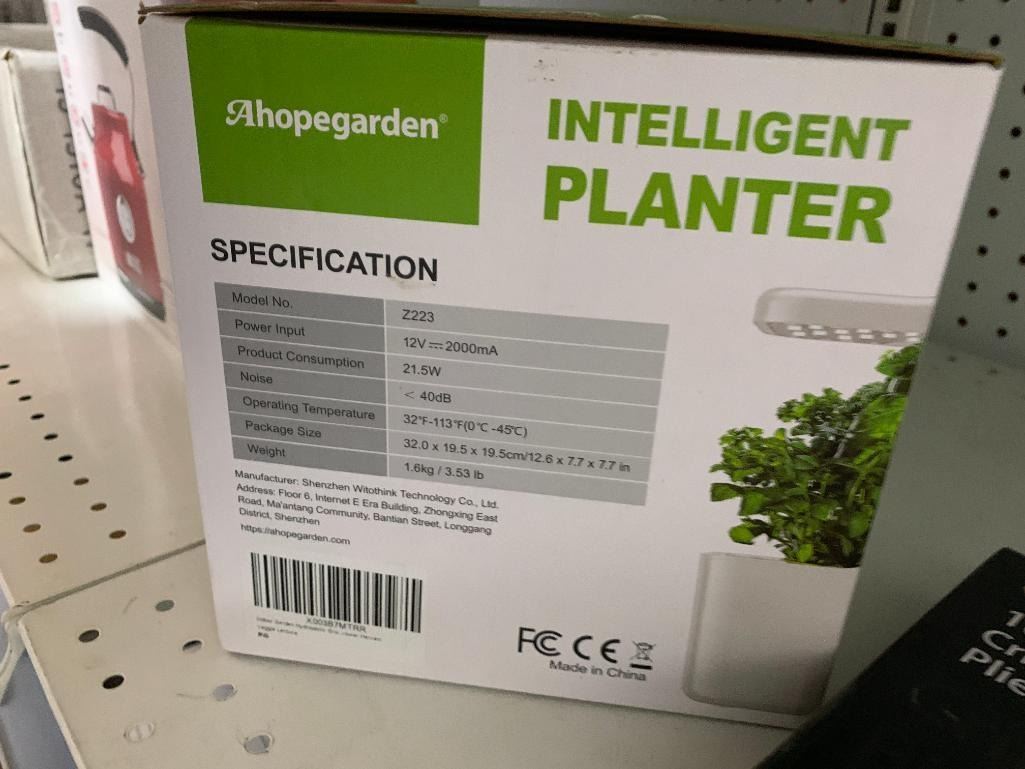 Ahopegarden®
INTELLIGENT
PLANTER
SPECIFICATION
Model No. Z223
Power Input 12V⎓2000mA
Product Consumption 21.5W
Noise < 40dB
Operating Temperature 32°F-113°F(0℃ -45℃)
Package Size 32.0 x 19.5 x 19.5cm/12.6 x 7.7 x 7.7 in
Weight 1.6kg / 3.53 lb
Manufacturer: Shenzhen Witothink Technology Co., Ltd.
Address: Floor 6, Internet E Era Building, Zhongxing East
Road, Ma'antang Community, Bantian Street, Longgang
District, Shenzhen
https://ahopegarden.com
X003B7MTRR
FC CE
Made in China